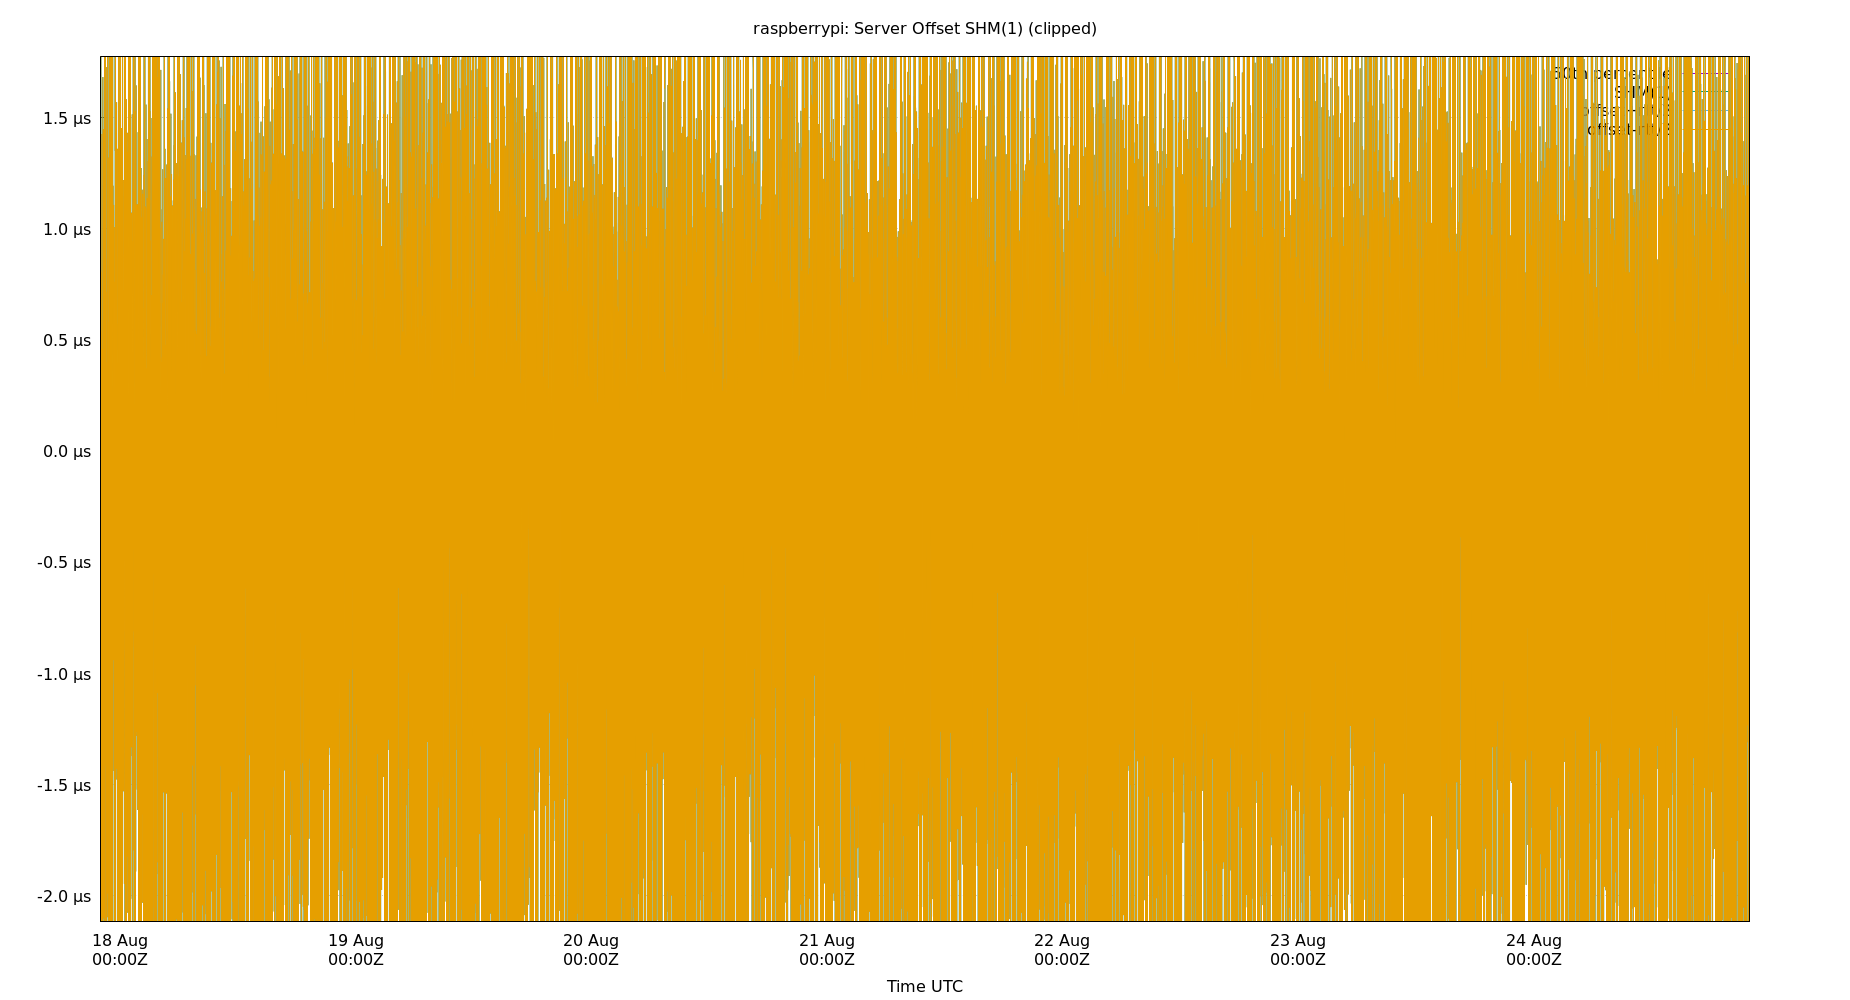 raspberrypi: Server Offset SHM(1) (clipped)
1.5 µs
1.0 µs
0.5 µs
0.0 µs
-0.5 µs
-1.0 µs
-1.5 µs
-2.0 µs
18 Aug 19 Aug 20 Aug 21 Aug 22 Aug 23 Aug 24 Aug
00:00Z 00:00Z 00:00Z 00:00Z 00:00Z 00:00Z 00:00Z
Time UTC